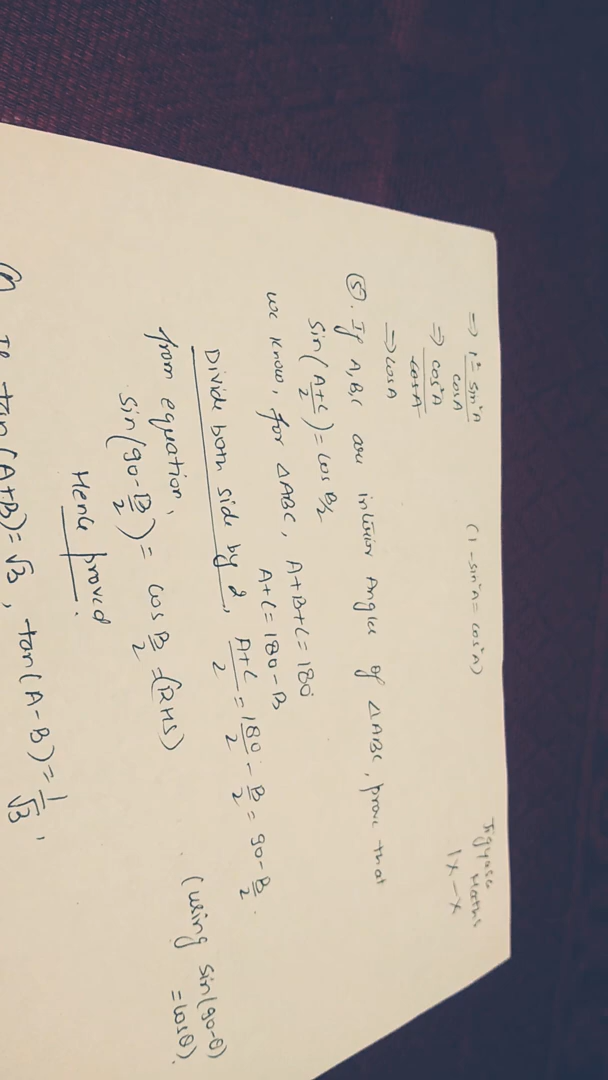 Jigyasa
Maths
IX - X
⇒ 1² - sin²A / cosA (1 - sin²A = cos²A)
⇒ cos²A / cosA
⇒ cosA
⑤. If A,B,C are interior Angles of ΔABC, prove that
sin(A+C/2) = cos B/2
we know, for ΔABC, A+B+C = 180
A+C = 180 - B
Divide both side by 2, A+C/2 = 180/2 - B/2 = 90 - B/2.
from equation, (using sin(90-θ)
sin(90 - B/2) = cos B/2 = (RHS) = cosθ).
Hence proved.
If tan(A+B) = √3, tan(A-B) = 1/√3,